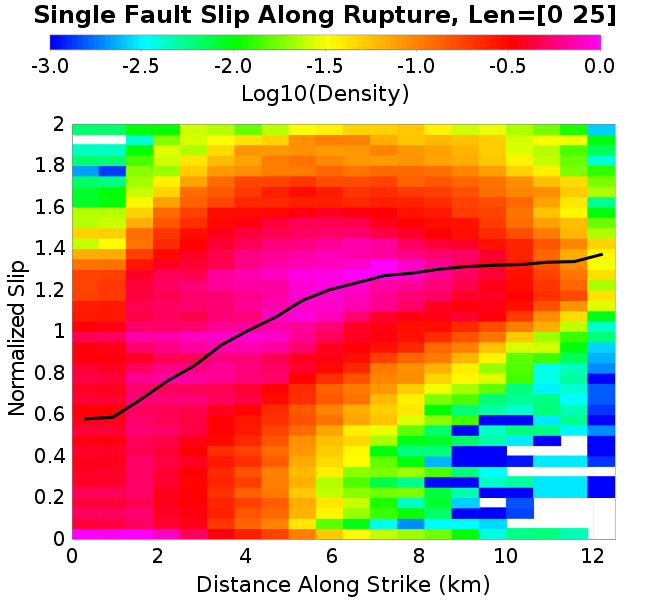 Single Fault Slip Along Rupture, Len=[0 25]
-3.0 -2.5 -2.0 -1.5 -1.0 -0.5 0.0
Log10(Density)
2
1.8
1.6
1.4
1.2
1
0.8
0.6
0.4
0.2
0
Normalized Slip
0 2 4 6 8 10 12
Distance Along Strike (km)